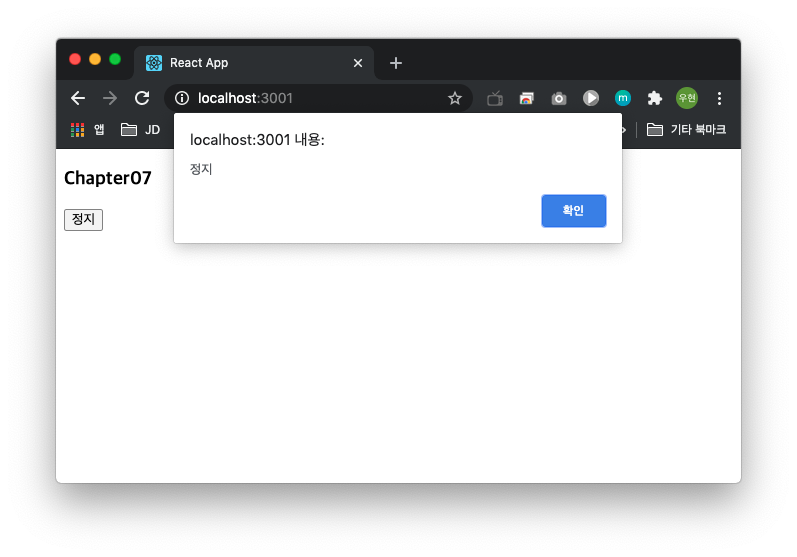 React App
localhost:3001
m
우현
앱
JD
기타 북마크
localhost:3001 내용:
정지
확인
Chapter07
정지